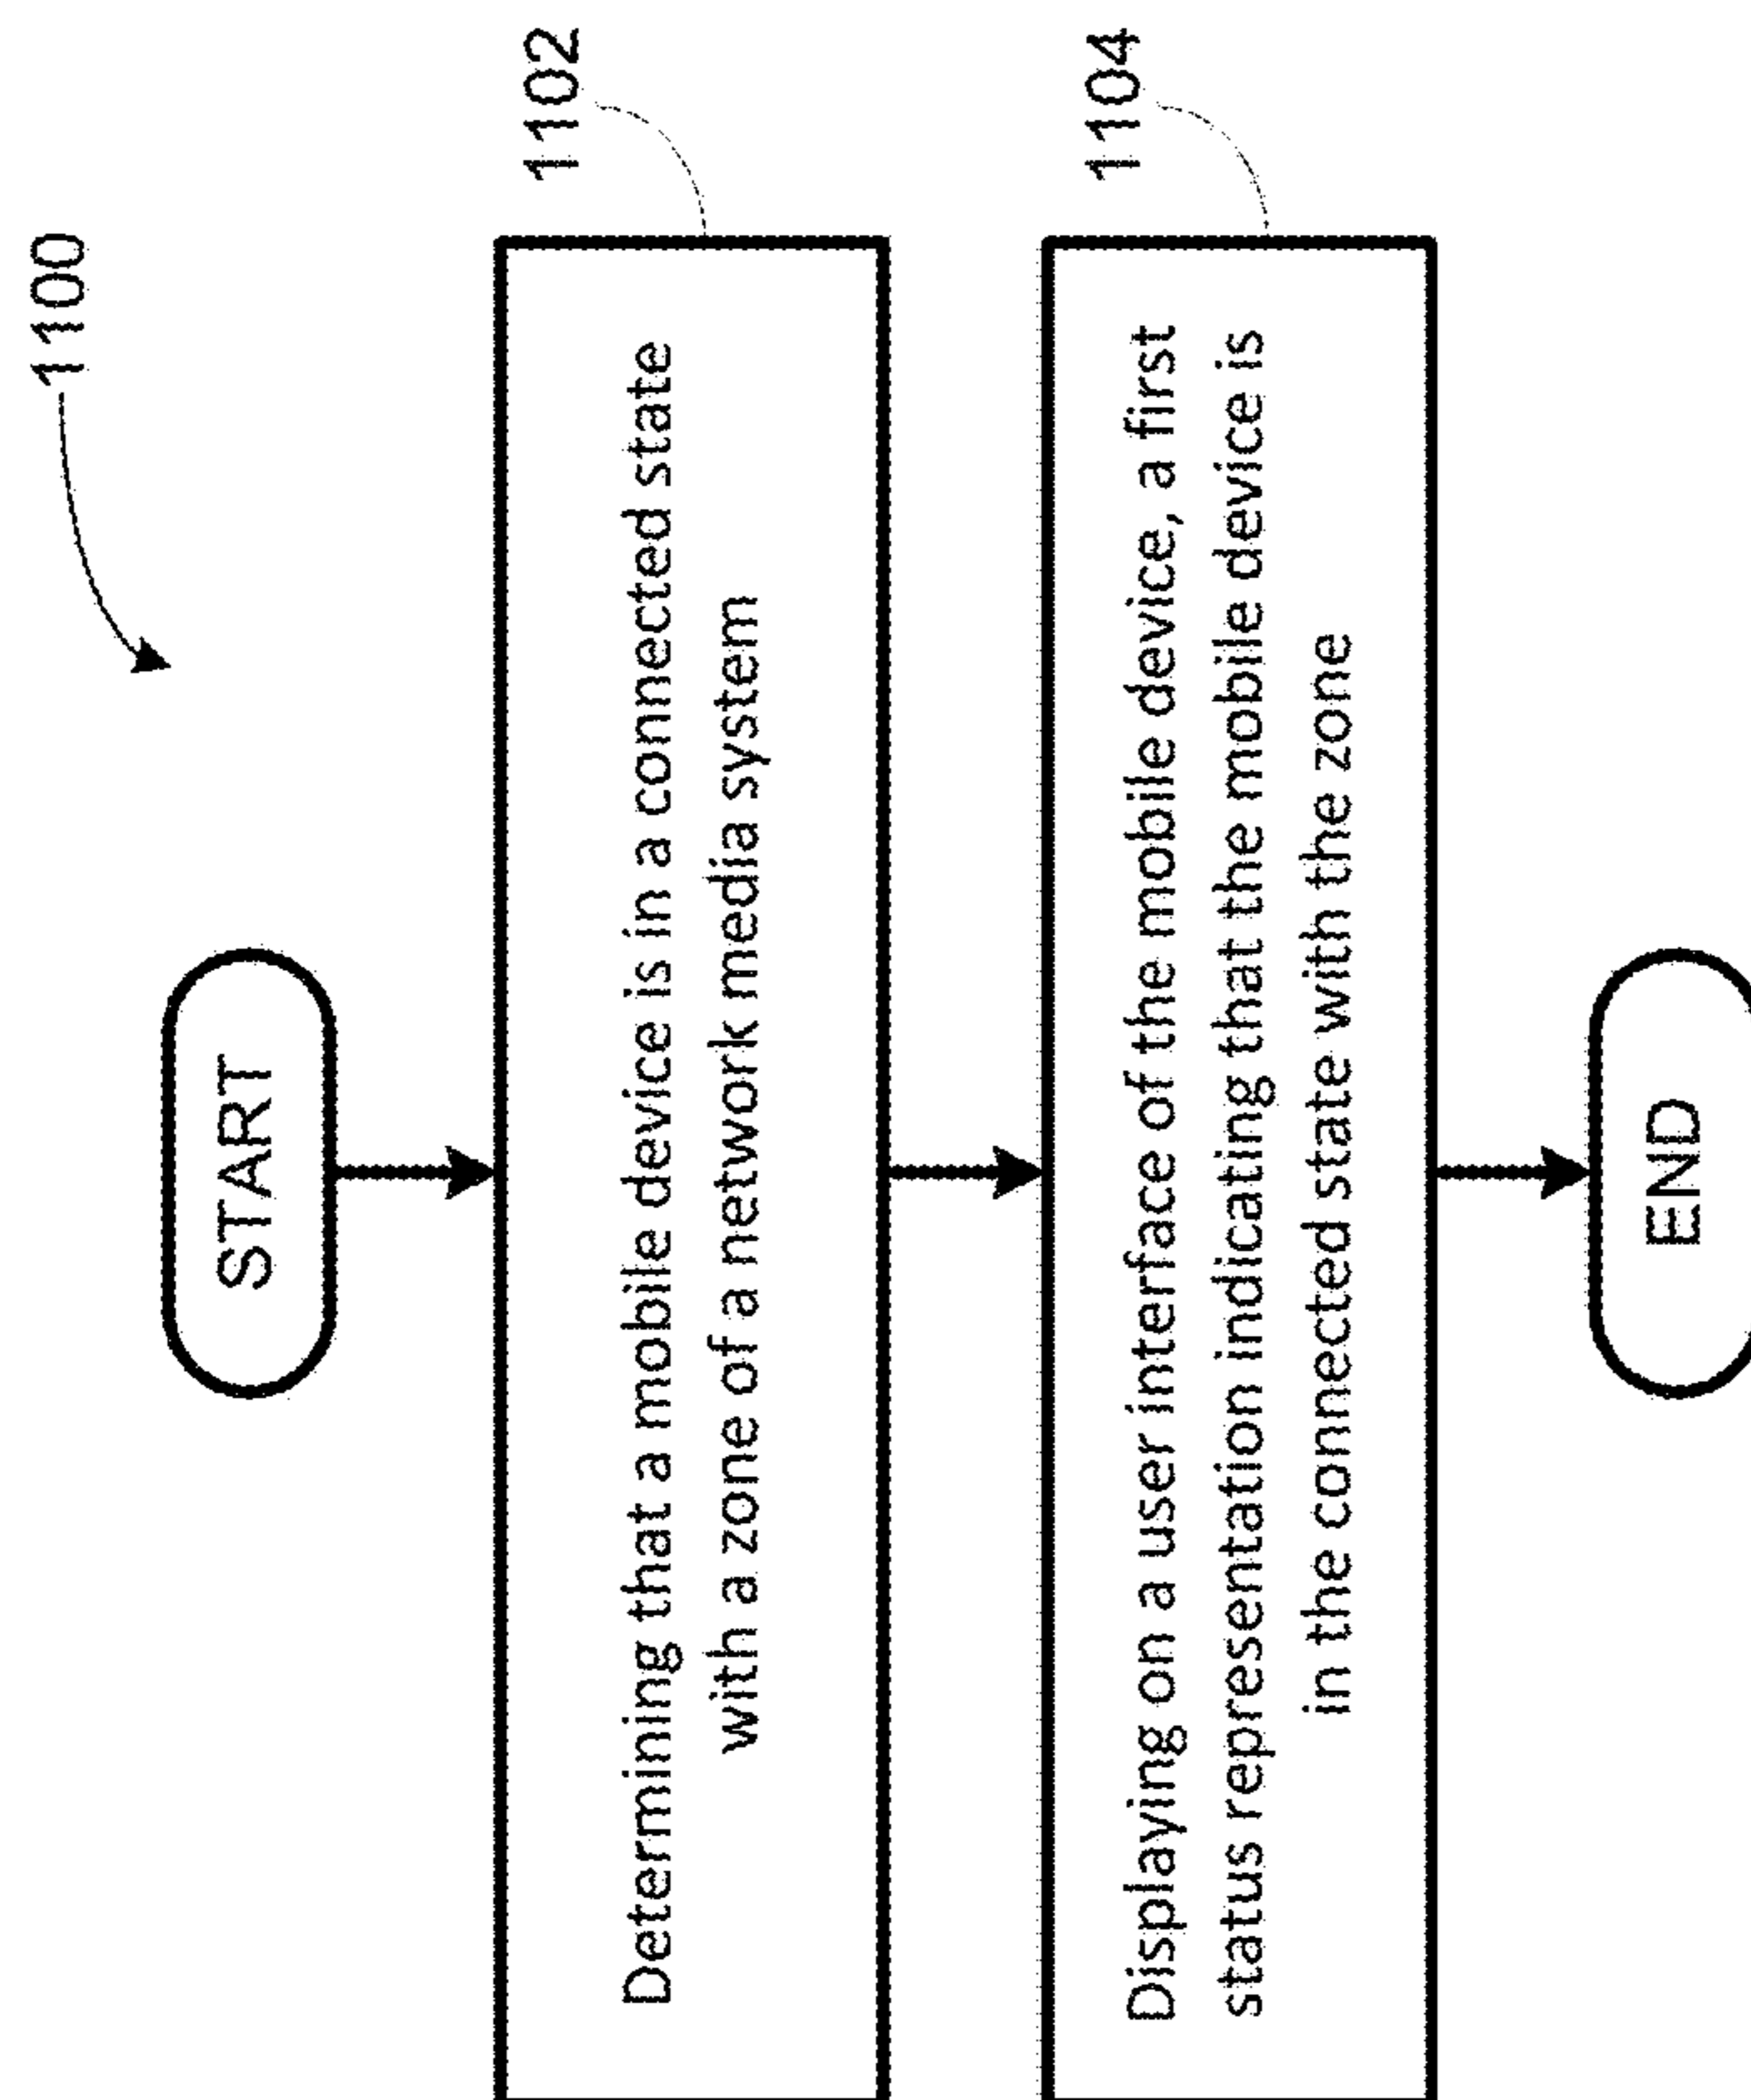 1100
START
1102
Determining that a mobile device is in a connected state
with a zone of a network media system
1104
Displaying on a user interface of the mobile device, a first
status representation indicating that the mobile device is
in the connected state with the zone
END